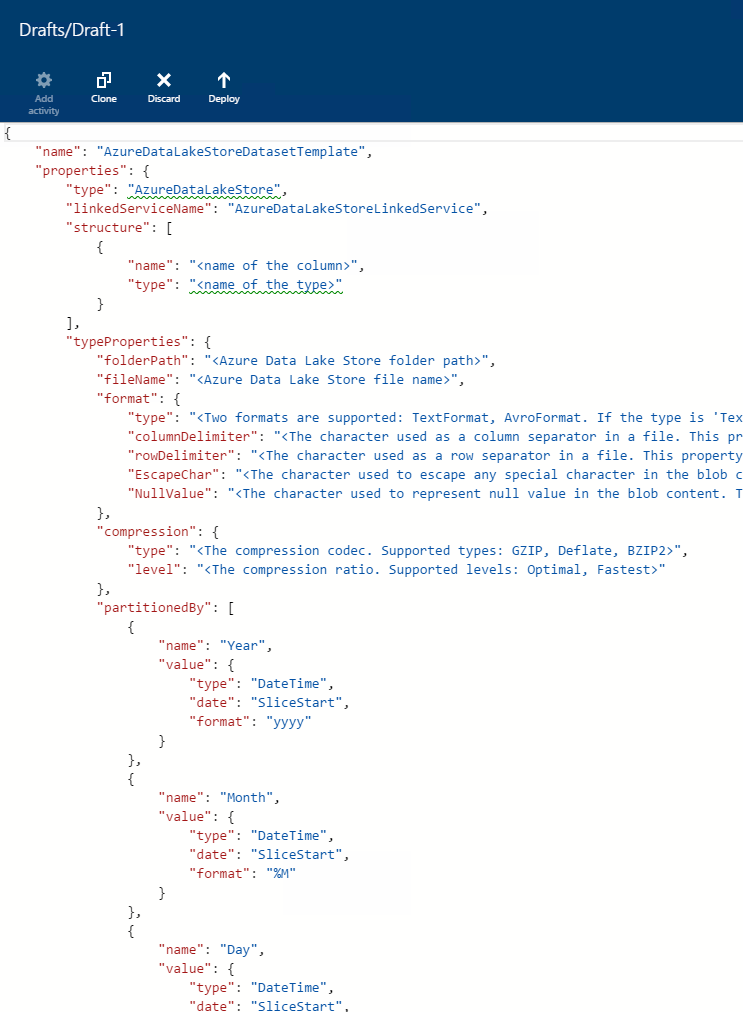 Drafts/Draft-1
Add activity
Clone
Discard
Deploy
{
    "name": "AzureDataLakeStoreDatasetTemplate",
    "properties": {
        "type": "AzureDataLakeStore",
        "linkedServiceName": "AzureDataLakeStoreLinkedService",
        "structure": [
            {
                "name": "<name of the column>",
                "type": "<name of the type>"
            }
        ],
        "typeProperties": {
            "folderPath": "<Azure Data Lake Store folder path>",
            "fileName": "<Azure Data Lake Store file name>",
            "format": {
                "type": "<Two formats are supported: TextFormat, AvroFormat. If the type is 'Tex
                "columnDelimiter": "<The character used as a column separator in a file. This pr
                "rowDelimiter": "<The character used as a row separator in a file. This property
                "EscapeChar": "<The character used to escape any special character in the blob c
                "NullValue": "<The character used to represent null value in the blob content. T
            },
            "compression": {
                "type": "<The compression codec. Supported types: GZIP, Deflate, BZIP2>",
                "level": "<The compression ratio. Supported levels: Optimal, Fastest>"
            },
            "partitionedBy": [
                {
                    "name": "Year",
                    "value": {
                        "type": "DateTime",
                        "date": "SliceStart",
                        "format": "yyyy"
                    }
                },
                {
                    "name": "Month",
                    "value": {
                        "type": "DateTime",
                        "date": "SliceStart",
                        "format": "%M"
                    }
                },
                {
                    "name": "Day",
                    "value": {
                        "type": "DateTime",
                        "date": "SliceStart",